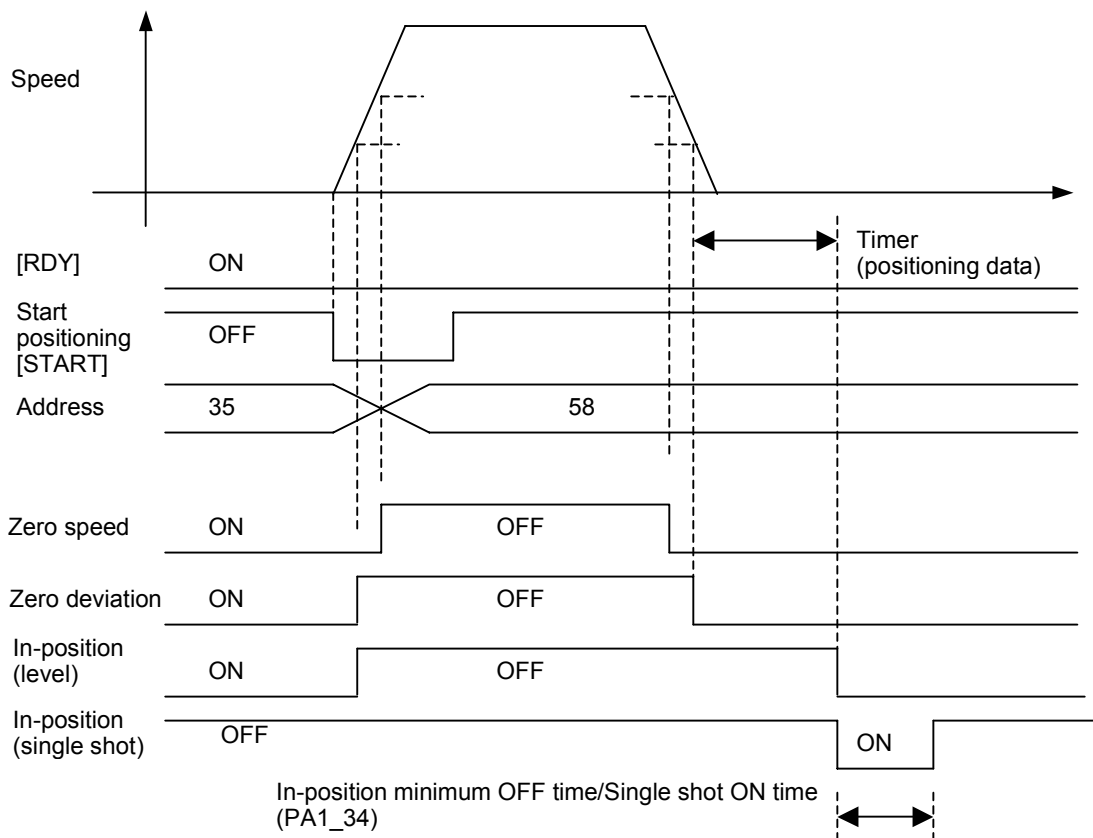 Speed
Timer
(positioning data)
[RDY]
ON
Start
positioning
[START]
OFF
Address
35
58
Zero speed
ON
OFF
Zero deviation
ON
OFF
In-position
(level)
ON
OFF
In-position
(single shot)
OFF
ON
In-position minimum OFF time/Single shot ON time
(PA1_34)